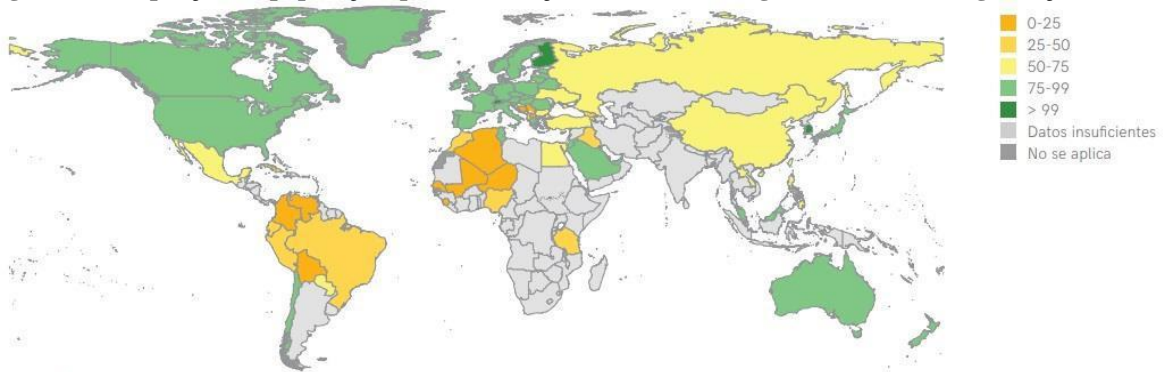 0-25
25-50
50-75
75-99
> 99
Datos insuficientes
No se aplica